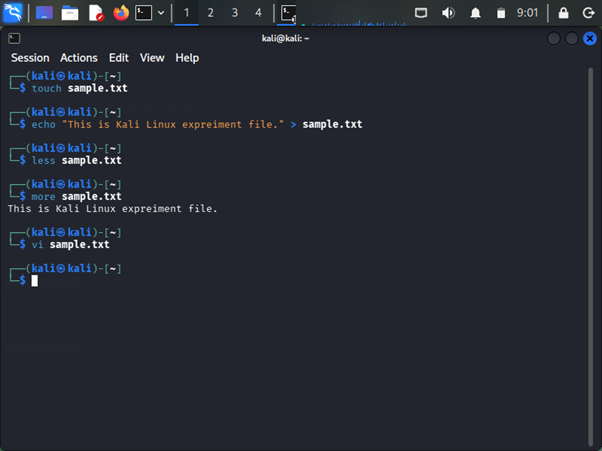 1 2 3 4 9:01
kali@kali: ~
Session Actions Edit View Help
┌──(kali㉿kali)-[~]
└─$ touch sample.txt
┌──(kali㉿kali)-[~]
└─$ echo "This is Kali Linux expreiment file." > sample.txt
┌──(kali㉿kali)-[~]
└─$ less sample.txt
┌──(kali㉿kali)-[~]
└─$ more sample.txt
This is Kali Linux expreiment file.
┌──(kali㉿kali)-[~]
└─$ vi sample.txt
┌──(kali㉿kali)-[~]
└─$